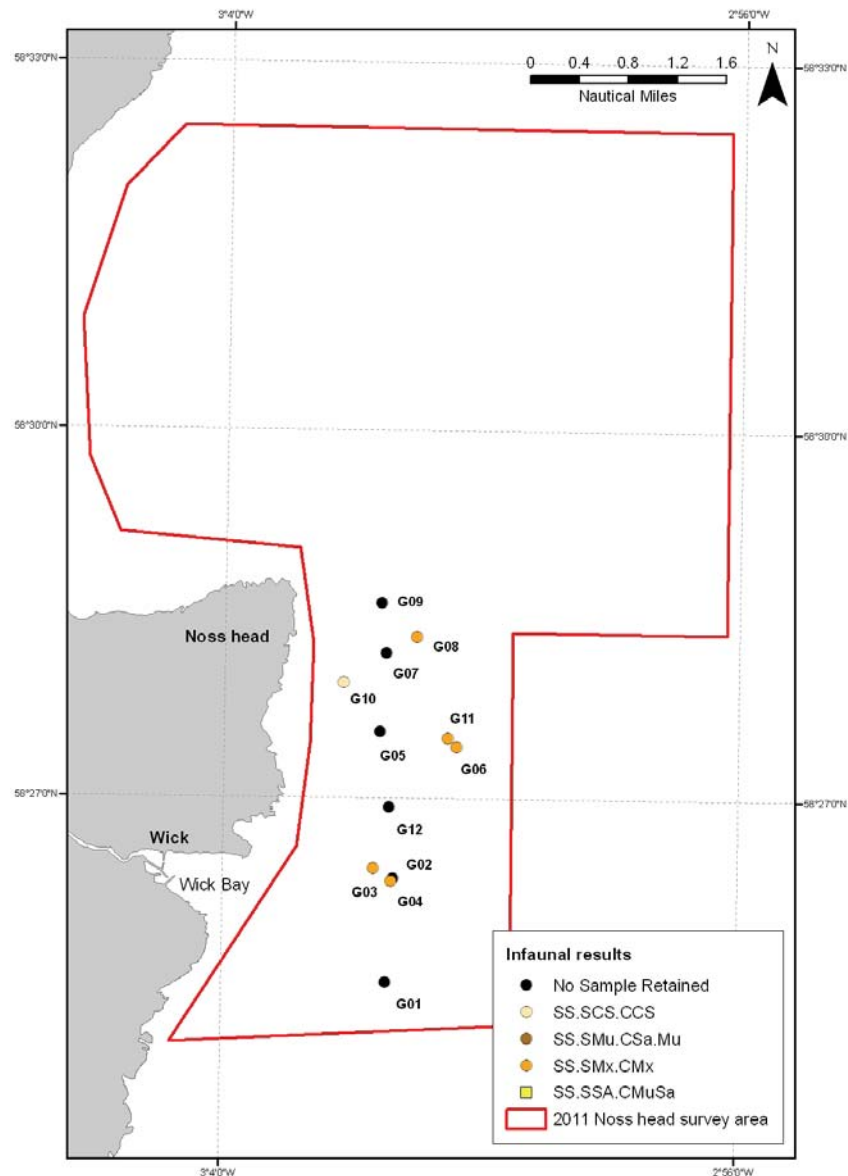 3°4'0"W
2°56'0"W
58°33'0"N
58°33'0"N
0 0.4 0.8 1.2 1.6
Nautical Miles
N
58°30'0"N
58°30'0"N
G09
Noss head
G08
G07
G10
G11
G05
G06
58°27'0"N
58°27'0"N
G12
Wick
G02
Wick Bay
G03
G04
G01
Infaunal results
No Sample Retained
SS.SCS.CCS
SS.SMu.CSa.Mu
SS.SMx.CMx
SS.SSA.CMuSa
2011 Noss head survey area
3°4'0"W
2°56'0"W